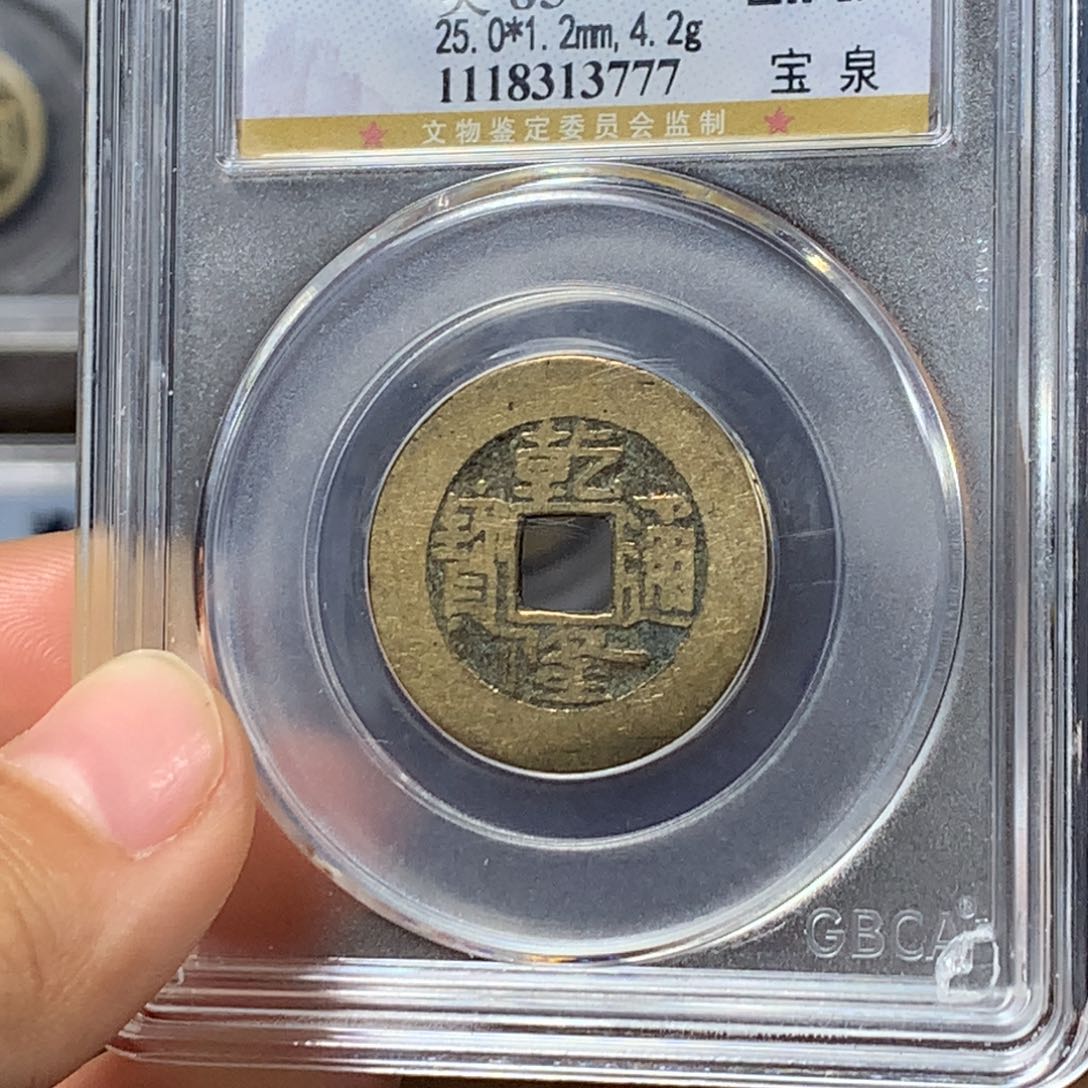 25.0*1.2mm, 4.2g
1118313777
宝泉
文物鉴定委员会监制
乾隆通寶
GBCA